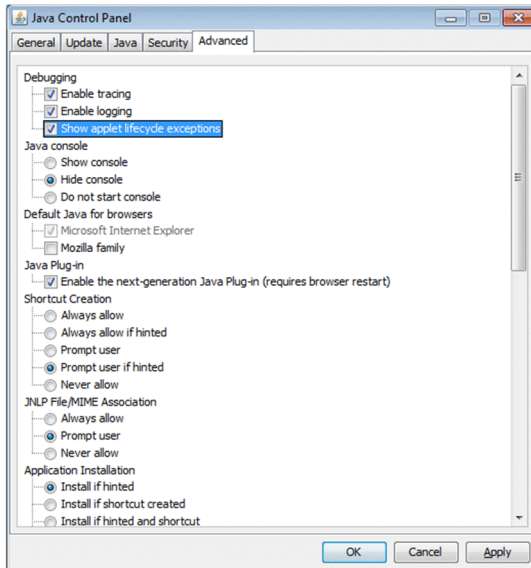 Java Control Panel
General Update Java Security Advanced
Debugging
Enable tracing
Enable logging
Show applet lifecycle exceptions
Java console
Show console
Hide console
Do not start console
Default Java for browsers
Microsoft Internet Explorer
Mozilla family
Java Plug-in
Enable the next-generation Java Plug-in (requires browser restart)
Shortcut Creation
Always allow
Always allow if hinted
Prompt user
Prompt user if hinted
Never allow
JNLP File/MIME Association
Always allow
Prompt user
Never allow
Application Installation
Install if hinted
Install if shortcut created
Install if hinted and shortcut
OK Cancel Apply